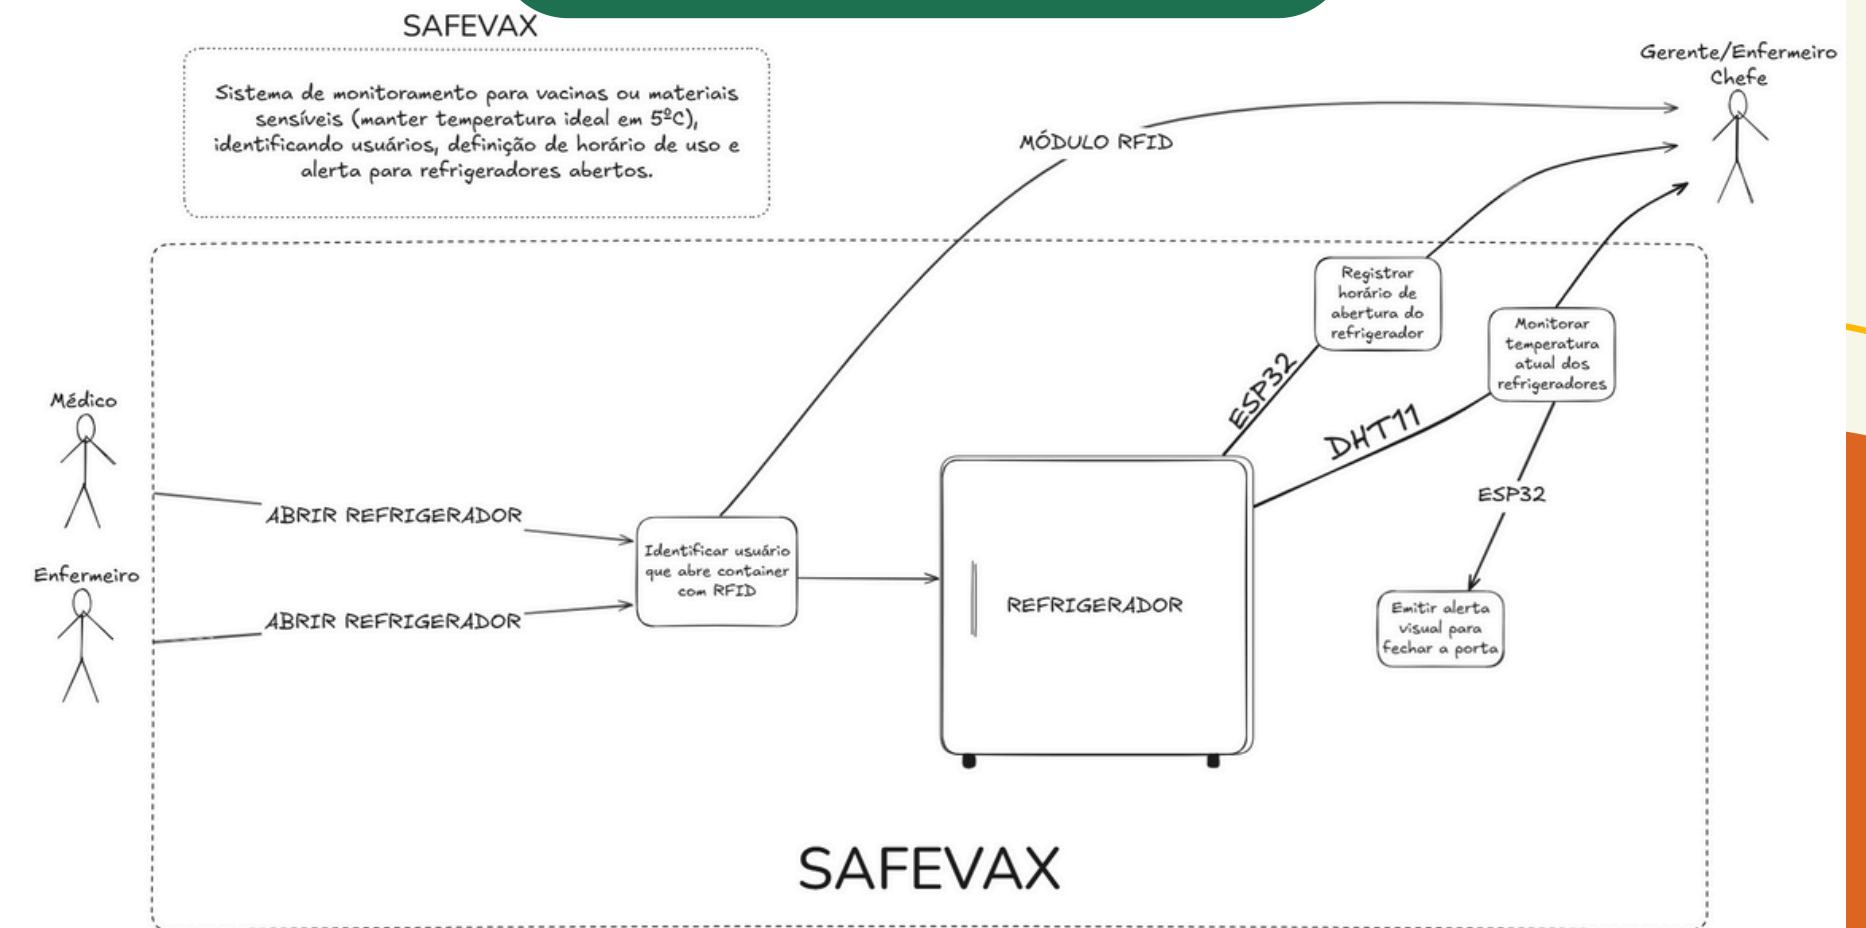 SAFEVAX
Sistema de monitoramento para vacinas ou materiais
sensíveis (manter temperatura ideal em 5ºC),
identificando usuários, definição de horário de uso e
alerta para refrigeradores abertos.
Gerente/Enfermeiro
Chefe
MÓDULO RFID
Registrar
horário de
abertura do
refrigerador
Monitorar
temperatura
atual dos
refrigeradores
ESP32
DHT11
ESP32
Médico
ABRIR REFRIGERADOR
Enfermeiro
ABRIR REFRIGERADOR
Identificar usuário
que abre container
com RFID
REFRIGERADOR
Emitir alerta
visual para
fechar a porta
SAFEVAX